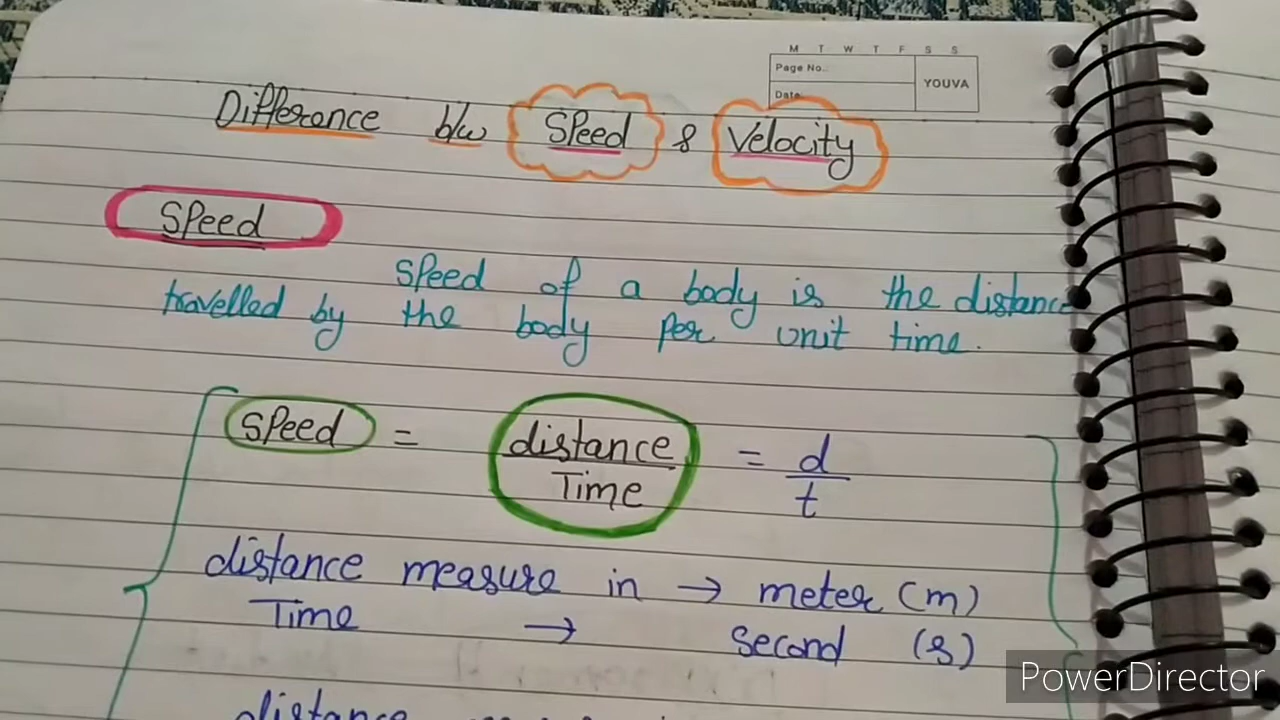 M T W T F S S
Page No.:
YOUVA
Date:
Difference b/w Speed & Velocity
Speed
Speed of a body is the distance
travelled by the body per unit time.
Speed = distance / Time = d / t
distance measure in → meter (m)
Time → Second (s)
distance
PowerDirector